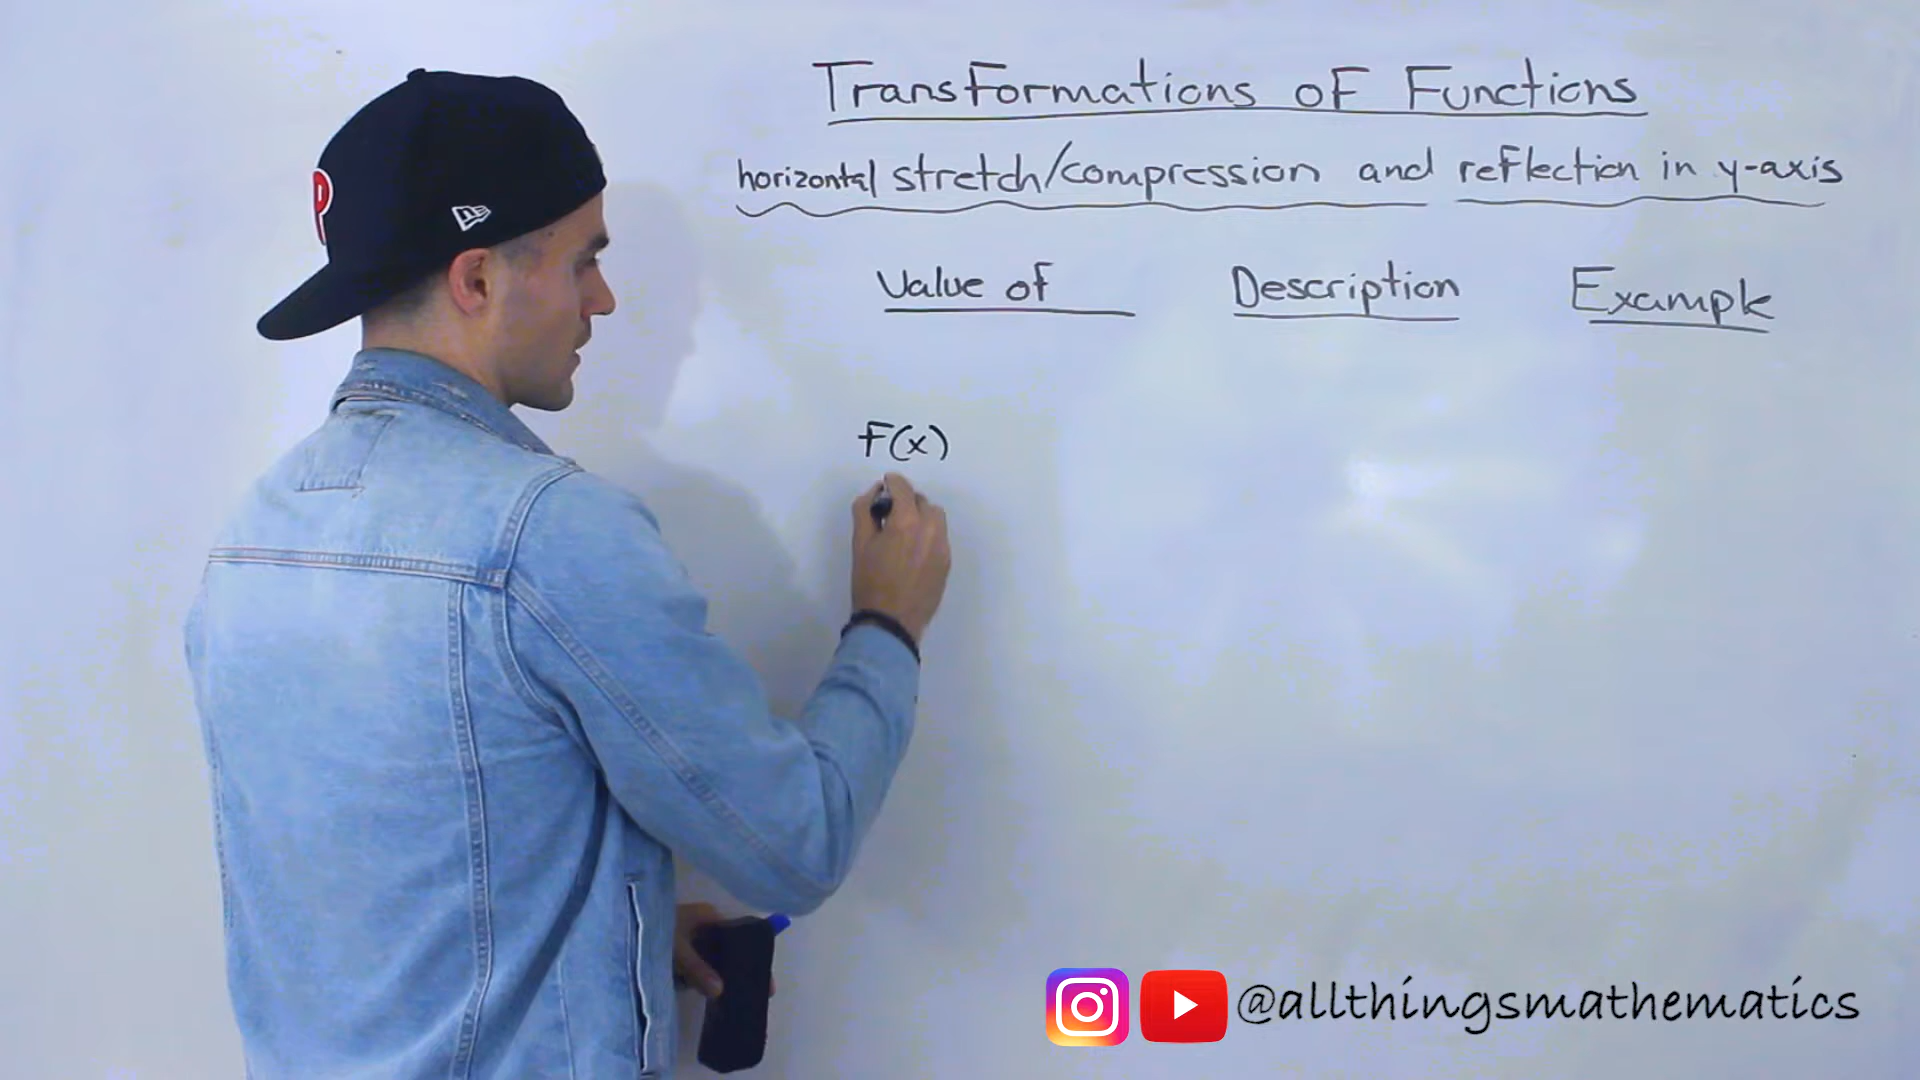 Transformations of Functions
horizontal stretch/compression and reflection in y-axis
Value of Description Example
F(x)
P
@allthingsmathematics